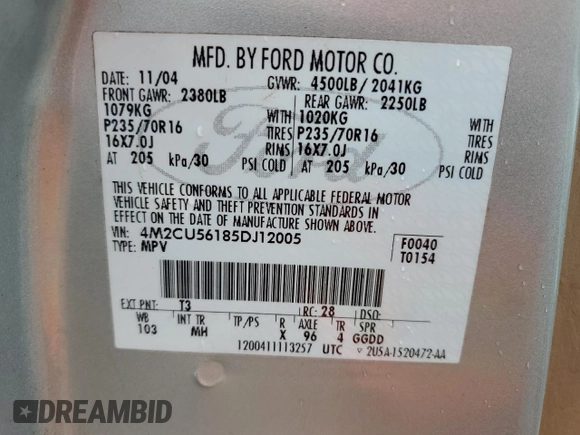 MFD. BY FORD MOTOR CO.
DATE: 11/04 GVWR: 4500LB/ 2041KG
FRONT GAWR: 2380LB REAR GAWR: 2250LB
1079KG WITH 1020KG WITH
P235/70R16 TIRES P235/70R16 TIRES
16X7.0J RIMS 16X7.0J RIMS
AT 205 kPa/30 PSI COLD AT 205 kPa/30 PSI COLD
THIS VEHICLE CONFORMS TO ALL APPLICABLE FEDERAL MOTOR
VEHICLE SAFETY AND THEFT PREVENTION STANDARDS IN
EFFECT ON THE DATE OF MANUFACTURE SHOWN ABOVE.
VIN: 4M2CU56185DJ12005 F0040
TYPE: MPV T0154
EXT PNT: T3 RC: 28 DSO:
WB INT TR TP/PS R AXLE TR SPR
103 MH X 96 4 GGDD
1200411113257 UTC ▽ 2U5A-1520472-AA
Ford
DREAMBID